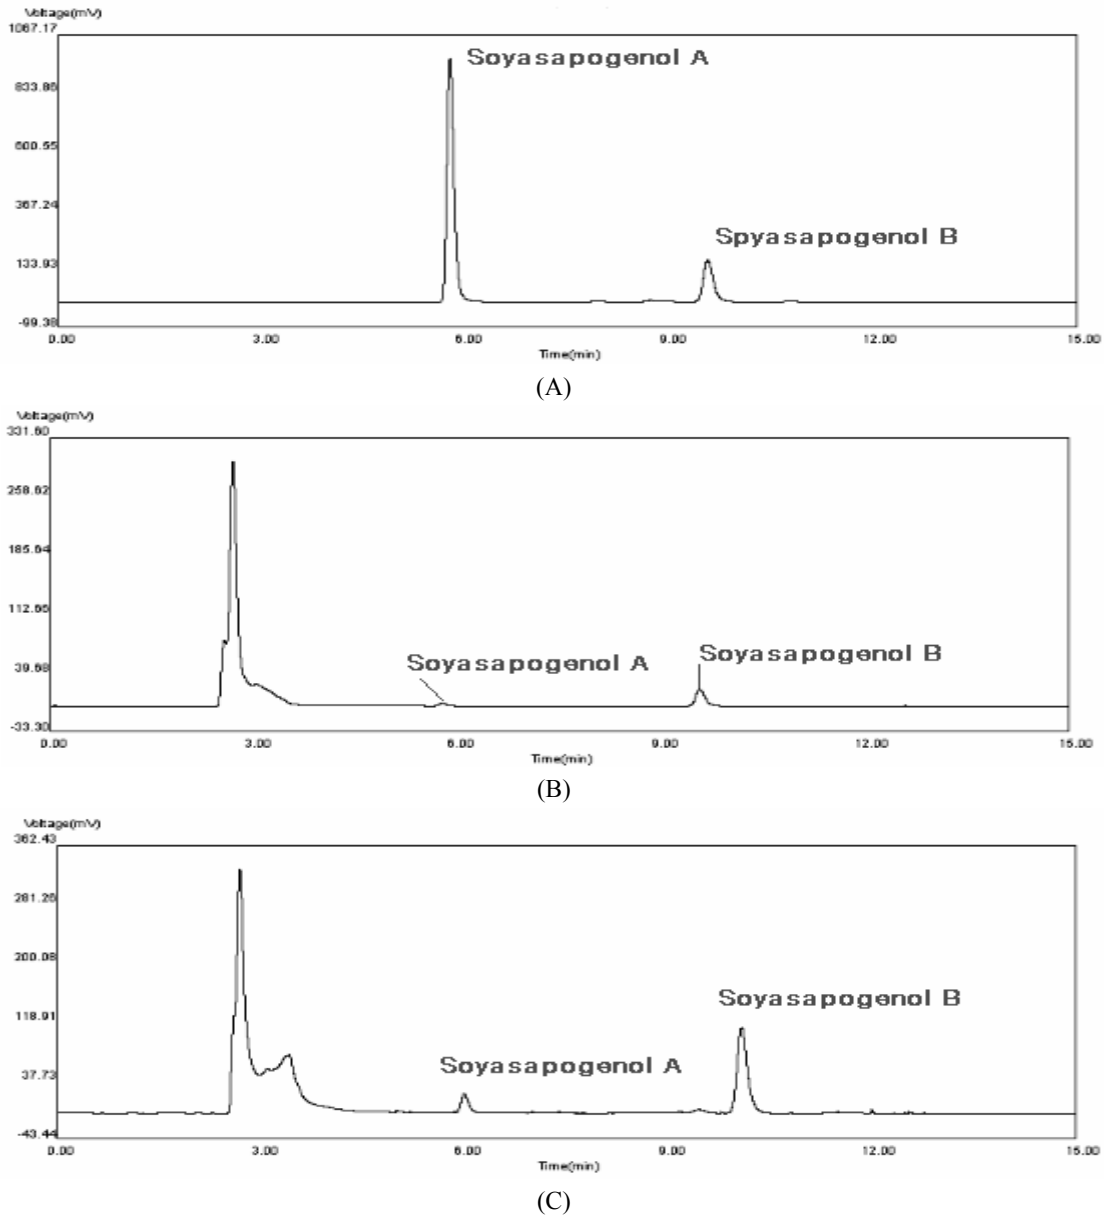 Voltage(mV)
1067.17
Soyasapogenol A
833.86
600.55
367.24
Spyasapogenol B
133.93
-99.38
0.00 3.00 6.00 9.00 12.00 15.00
Time(min)
(A)
Voltage(mV)
331.60
258.62
185.64
112.66
Soyasapogenol A Soyasapogenol B
39.68
-33.30
0.00 3.00 6.00 9.00 12.00 15.00
Time(min)
(B)
Voltage(mV)
362.43
281.26
200.08
Soyasapogenol B
118.91
Soyasapogenol A
37.73
-43.44
0.00 3.00 6.00 9.00 12.00 15.00
Time(min)
(C)